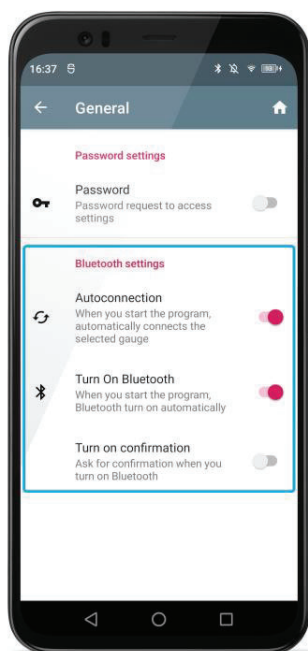 16:37
General
Password settings
Password
Password request to access
settings
Bluetooth settings
Autoconnection
When you start the program,
automatically connects the
selected gauge
Turn On Bluetooth
When you start the program,
Bluetooth turn on automatically
Turn on confirmation
Ask for confirmation when you
turn on Bluetooth